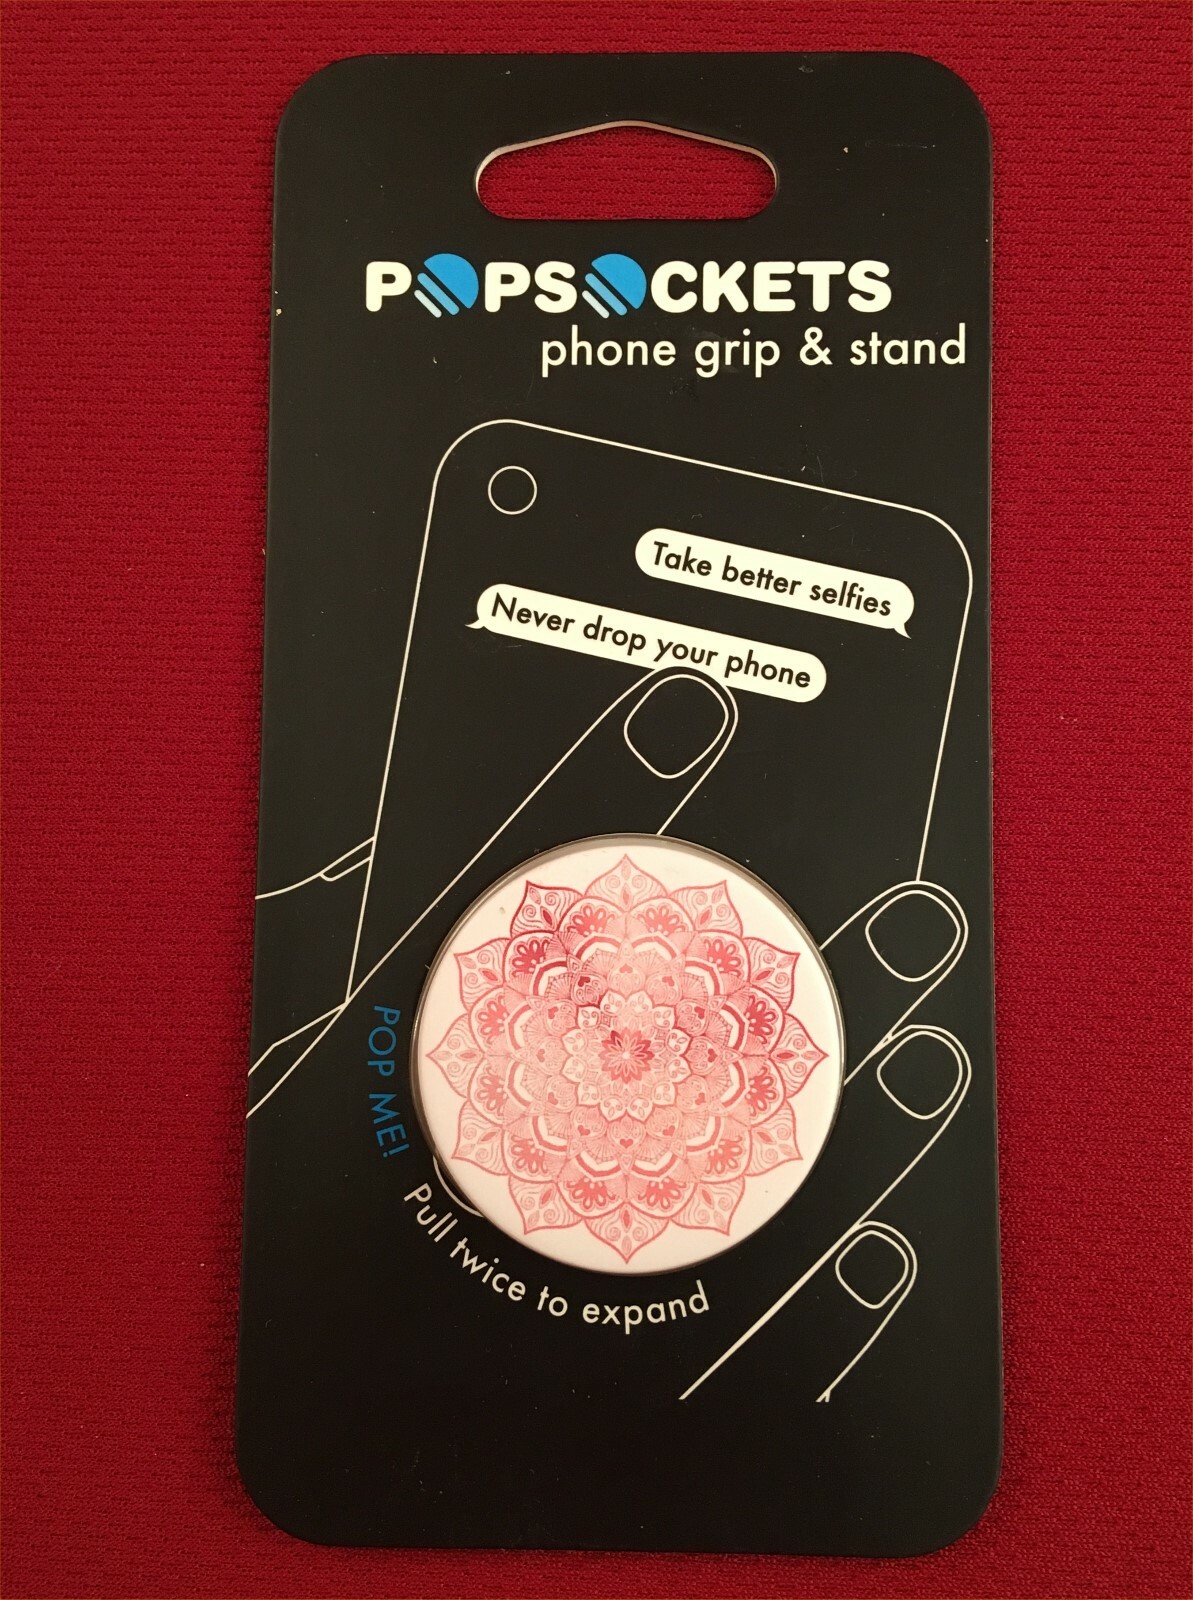 POPSOCKETS
phone grip & stand
Take better selfies
Never drop your phone
POP ME!
Pull twice to expand